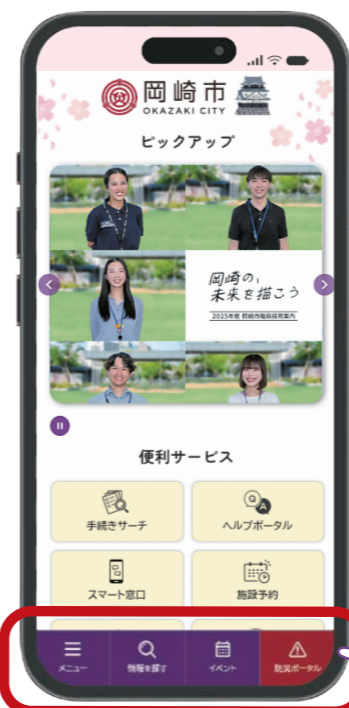 岡崎市
OKAZAKI CITY
ピックアップ
岡崎の、
未来を描こう
2025年度 岡崎市職員採用案内
便利サービス
手続きサーチ
Q
A
ヘルプポータル
スマート窓口
施設予約
メニュー
情報を探す
イベント
防災ポータル